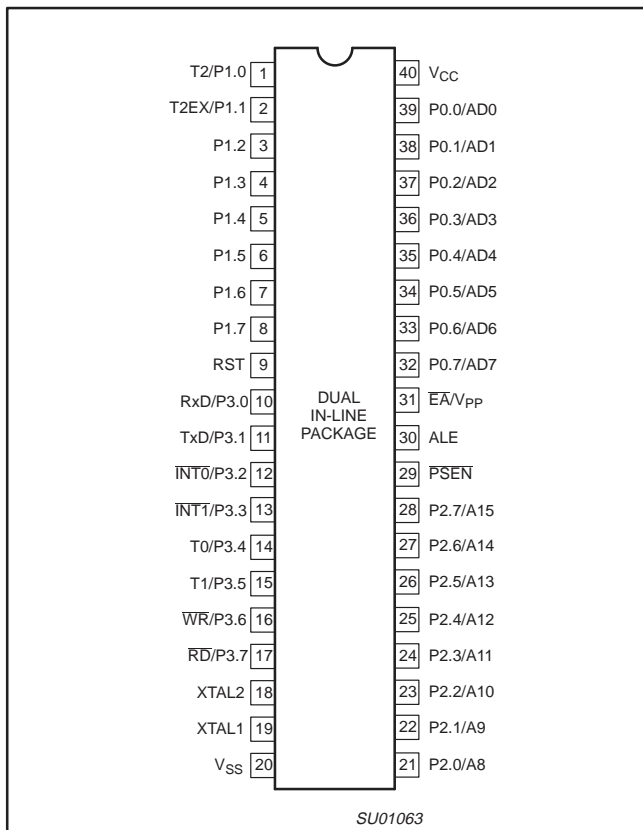 T2/P1.0 1 40 VCC
T2EX/P1.1 2 39 P0.0/AD0
P1.2 3 38 P0.1/AD1
P1.3 4 37 P0.2/AD2
P1.4 5 36 P0.3/AD3
P1.5 6 35 P0.4/AD4
P1.6 7 34 P0.5/AD5
P1.7 8 33 P0.6/AD6
RST 9 32 P0.7/AD7
RxD/P3.0 10 DUAL 31 E̅A̅/VPP
IN-LINE
TxD/P3.1 11 PACKAGE 30 ALE
I̅N̅T̅0̅/P3.2 12 29 P̅S̅E̅N̅
I̅N̅T̅1̅/P3.3 13 28 P2.7/A15
T0/P3.4 14 27 P2.6/A14
T1/P3.5 15 26 P2.5/A13
W̅R̅/P3.6 16 25 P2.4/A12
R̅D̅/P3.7 17 24 P2.3/A11
XTAL2 18 23 P2.2/A10
XTAL1 19 22 P2.1/A9
VSS 20 21 P2.0/A8
SU01063